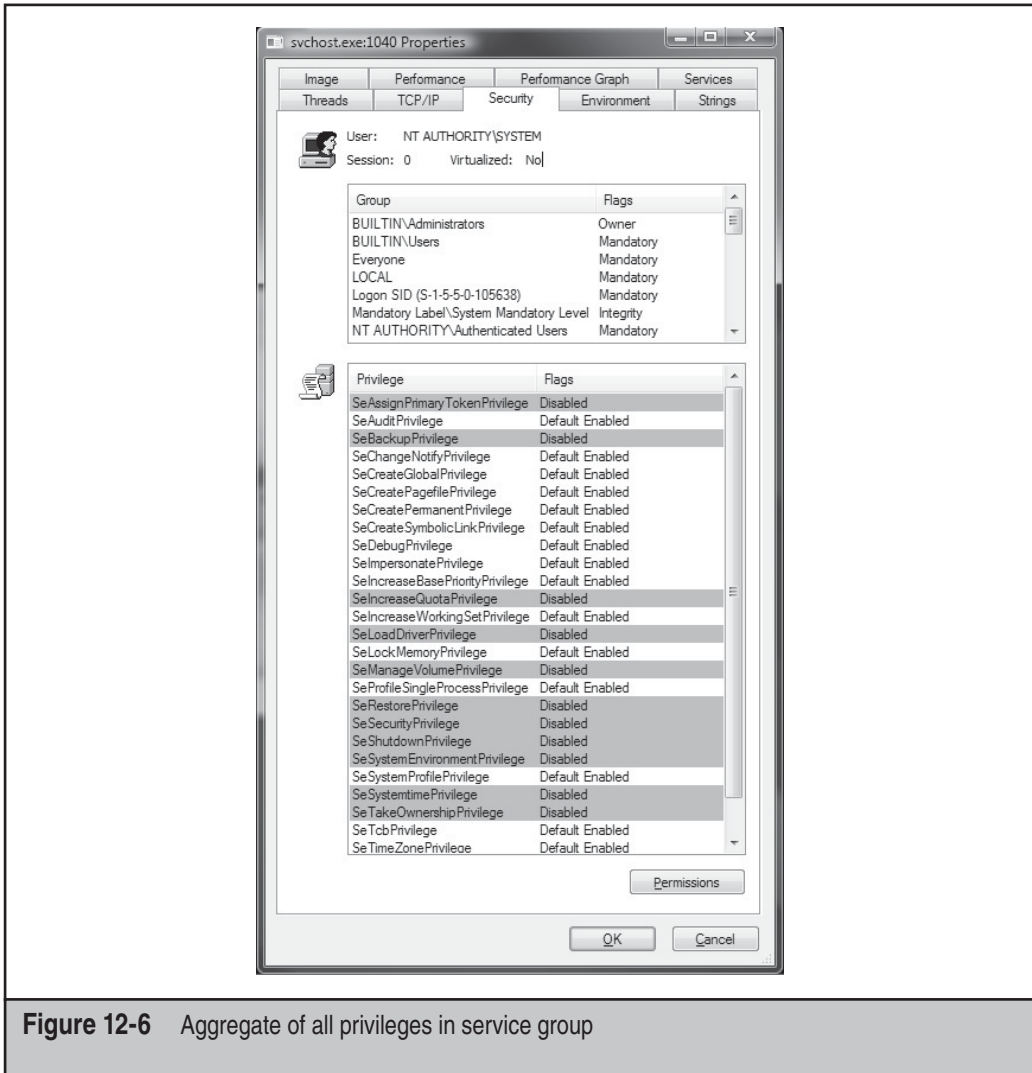 svchost.exe:1040 Properties
Image Performance Performance Graph Services
Threads TCP/IP Security Environment Strings
User: NT AUTHORITY\SYSTEM
Session: 0 Virtualized: No
Group Flags
BUILTIN\Administrators Owner
BUILTIN\Users Mandatory
Everyone Mandatory
LOCAL Mandatory
Logon SID (S-1-5-5-0-105638) Mandatory
Mandatory Label\System Mandatory Level Integrity
NT AUTHORITY\Authenticated Users Mandatory
Privilege Flags
SeAssignPrimaryTokenPrivilege Disabled
SeAuditPrivilege Default Enabled
SeBackupPrivilege Disabled
SeChangeNotifyPrivilege Default Enabled
SeCreateGlobalPrivilege Default Enabled
SeCreatePagefilePrivilege Default Enabled
SeCreatePermanentPrivilege Default Enabled
SeCreateSymbolicLinkPrivilege Default Enabled
SeDebugPrivilege Default Enabled
SeImpersonatePrivilege Default Enabled
SeIncreaseBasePriorityPrivilege Default Enabled
SeIncreaseQuotaPrivilege Disabled
SeIncreaseWorkingSetPrivilege Default Enabled
SeLoadDriverPrivilege Disabled
SeLockMemoryPrivilege Default Enabled
SeManageVolumePrivilege Disabled
SeProfileSingleProcessPrivilege Default Enabled
SeRestorePrivilege Disabled
SeSecurityPrivilege Disabled
SeShutdownPrivilege Disabled
SeSystemEnvironmentPrivilege Disabled
SeSystemProfilePrivilege Default Enabled
SeSystemtimePrivilege Disabled
SeTakeOwnershipPrivilege Disabled
SeTcbPrivilege Default Enabled
SeTimeZonePrivilege Default Enabled
Permissions
OK Cancel
Figure 12-6 Aggregate of all privileges in service group